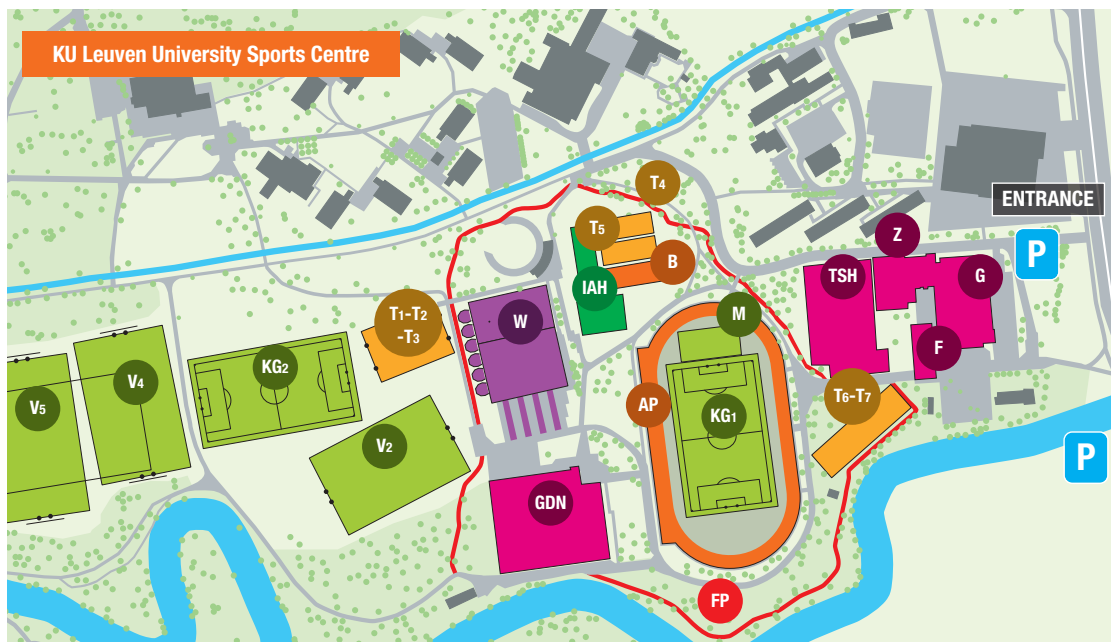 KU Leuven University Sports Centre
T4
ENTRANCE
T5
Z
P
B
TSH
G
IAH
T1-T2
-T3
W
M
F
KG2
V4
V5
AP
KG1
T6-T7
V2
P
GDN
FP